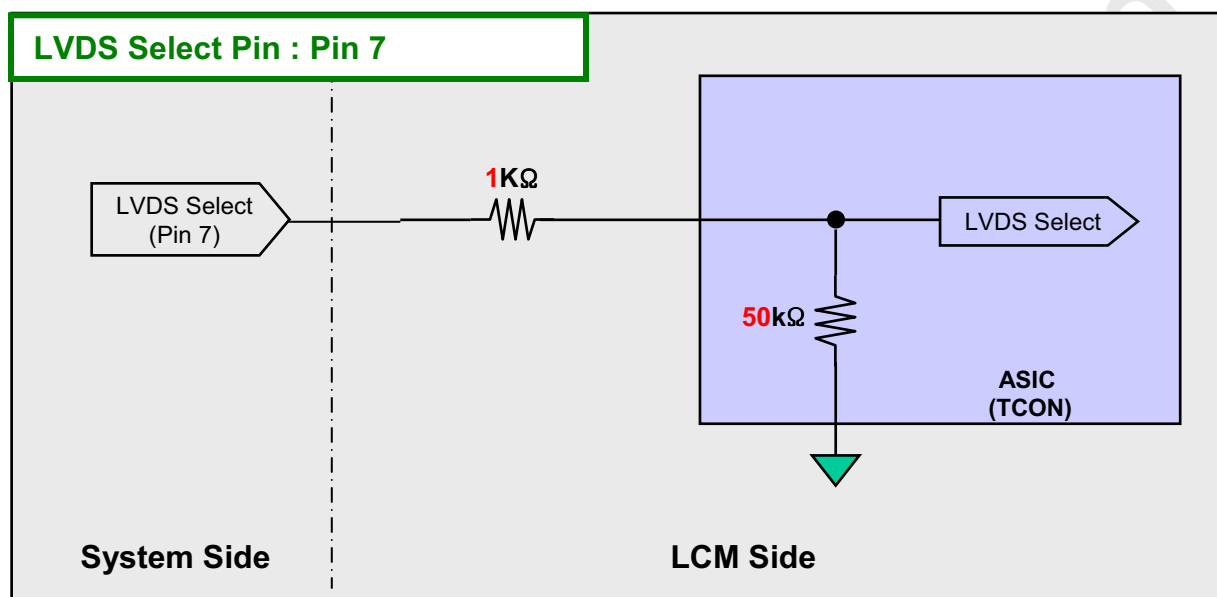 LVDS Select Pin : Pin 7
1KΩ
LVDS Select
(Pin 7)
LVDS Select
50kΩ
ASIC
(TCON)
System Side
LCM Side